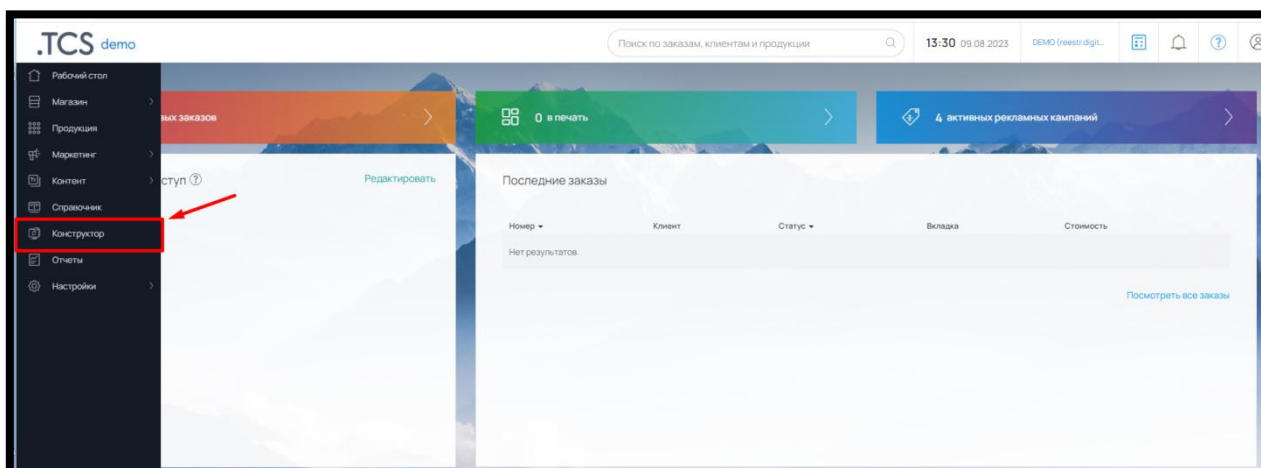 .TCS demo
Поиск по заказам, клиентам и продукции
13:30 09.08.2023
DEMO (reestr.digit...
Рабочий стол
Магазин
Продукция
Маркетинг
Контент
Справочник
Конструктор
Отчеты
Настройки
вых заказов
0 в печать
4 активных рекламных кампаний
ступ ?
Редактировать
Последние заказы
Номер Клиент Статус Вкладка Стоимость
Нет результатов.
Посмотреть все заказы